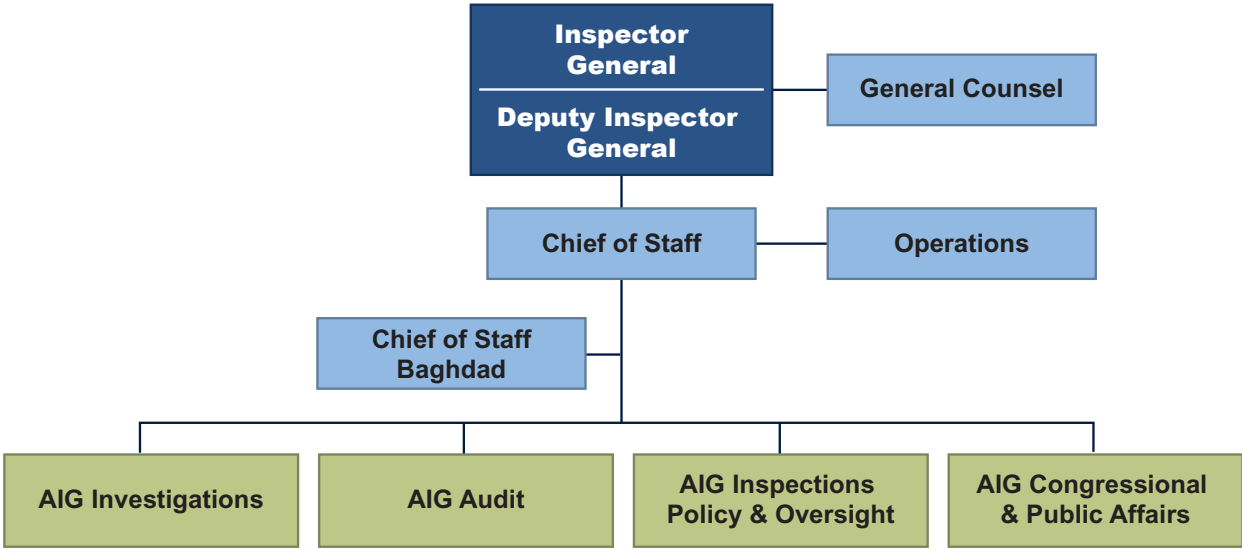 Inspector
General
Deputy Inspector
General
General Counsel
Chief of Staff
Operations
Chief of Staff
Baghdad
AIG Investigations
AIG Audit
AIG Inspections
Policy & Oversight
AIG Congressional
& Public Affairs